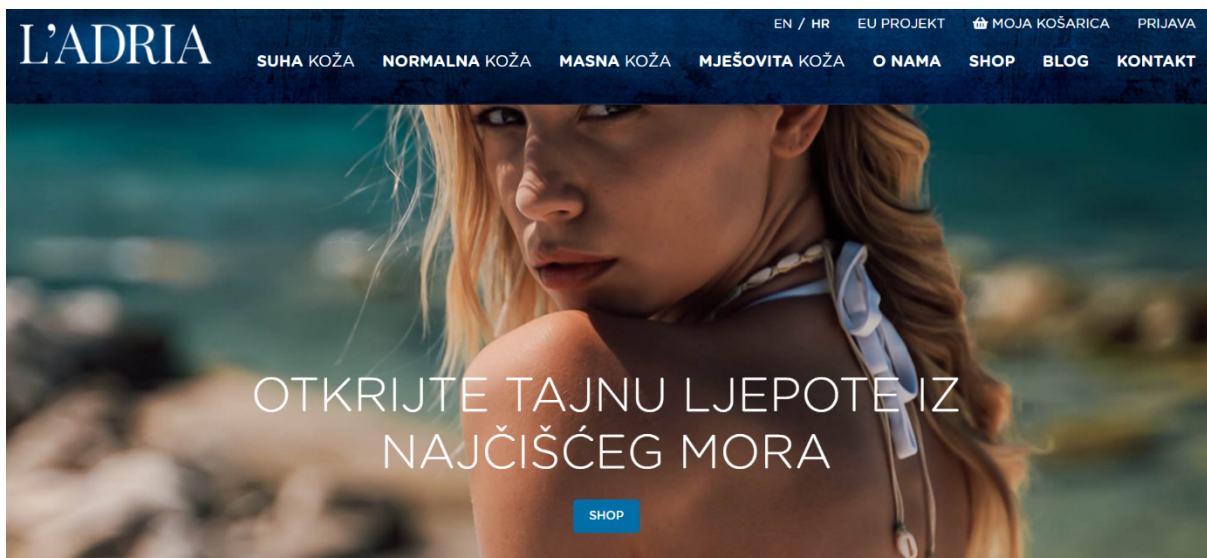 L'ADRIA
EN / HR EU PROJEKT MOJA KOŠARICA PRIJAVA
SUHA KOŽA NORMALNA KOŽA MASNA KOŽA MJEŠOVITA KOŽA O NAMA SHOP BLOG KONTAKT
OTKRIJTE TAJNU LJEPOTE IZ
NAJČIŠĆEG MORA
SHOP